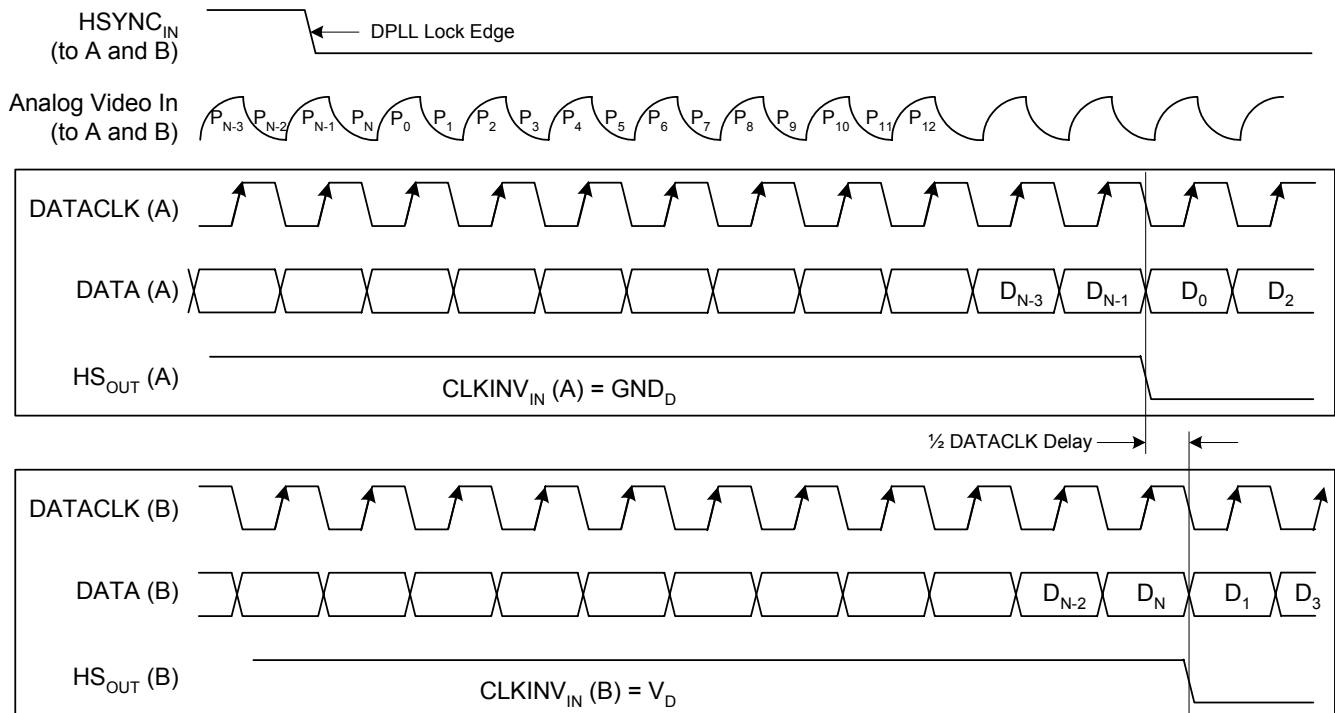 HSYNC_IN
(to A and B)
DPLL Lock Edge
Analog Video In
(to A and B)
P_N-3 P_N-2 P_N-1 P_N P_0 P_1 P_2 P_3 P_4 P_5 P_6 P_7 P_8 P_9 P_10 P_11 P_12
DATACLK (A)
DATA (A)
D_N-3 D_N-1 D_0 D_2
HS_OUT (A)
CLKINV_IN (A) = GND_D
½ DATACLK Delay
DATACLK (B)
DATA (B)
D_N-2 D_N D_1 D_3
HS_OUT (B)
CLKINV_IN (B) = V_D